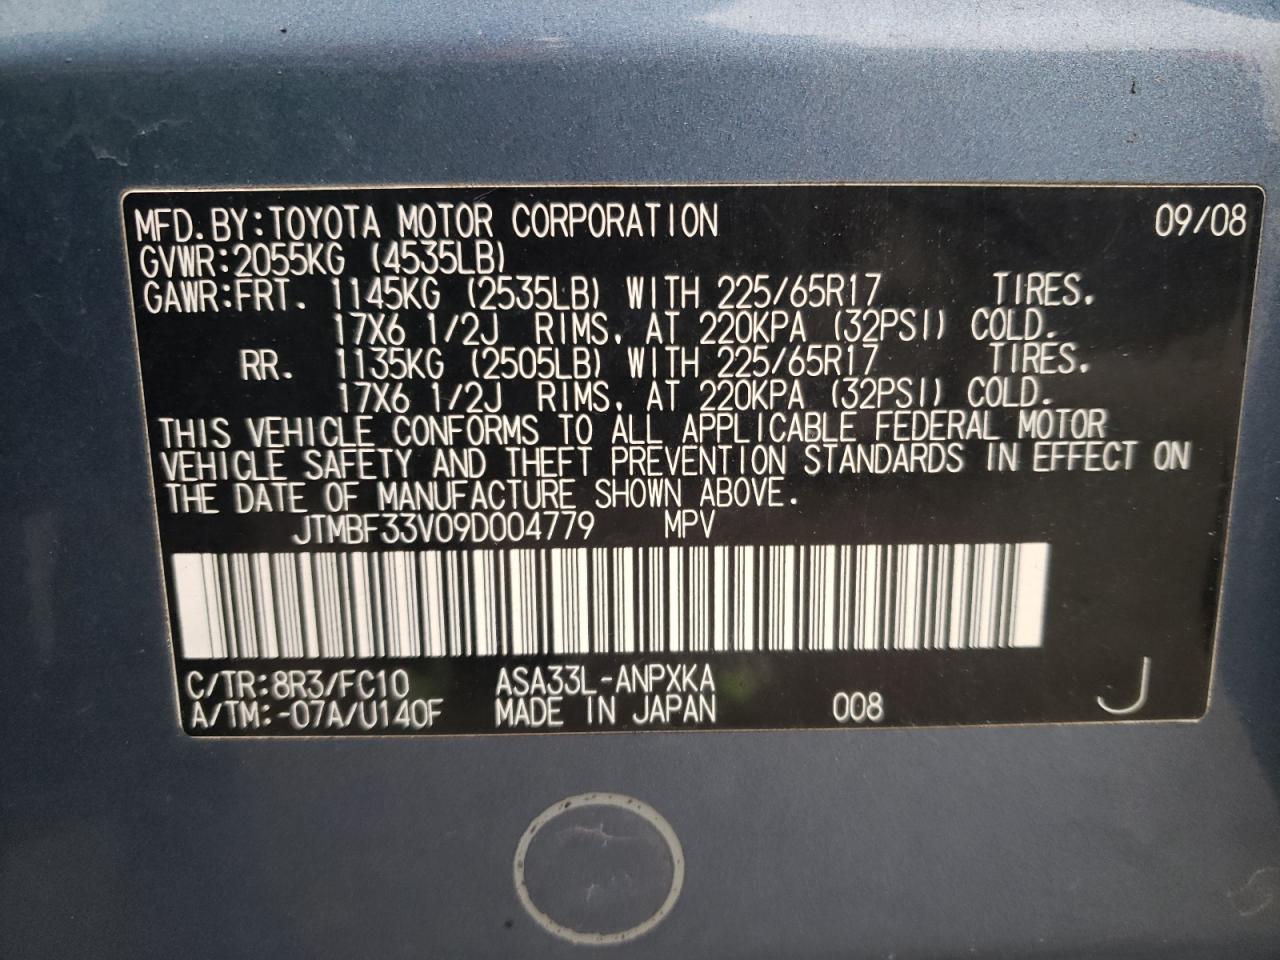 MFD.BY:TOYOTA MOTOR CORPORATION 09/08
GVWR:2055KG (4535LB)
GAWR:FRT. 1145KG (2535LB) WITH 225/65R17 TIRES.
17X6 1/2J RIMS, AT 220KPA (32PSI) COLD.
RR. 1135KG (2505LB) WITH 225/65R17 TIRES.
17X6 1/2J RIMS, AT 220KPA (32PSI) COLD.
THIS VEHICLE CONFORMS TO ALL APPLICABLE FEDERAL MOTOR
VEHICLE SAFETY AND THEFT PREVENTION STANDARDS IN EFFECT ON
THE DATE OF MANUFACTURE SHOWN ABOVE.
JTMBF33V09D004779 MPV
C/TR:8R3/FC10 ASA33L-ANPXKA
A/TM:-07A/U140F MADE IN JAPAN 008 J